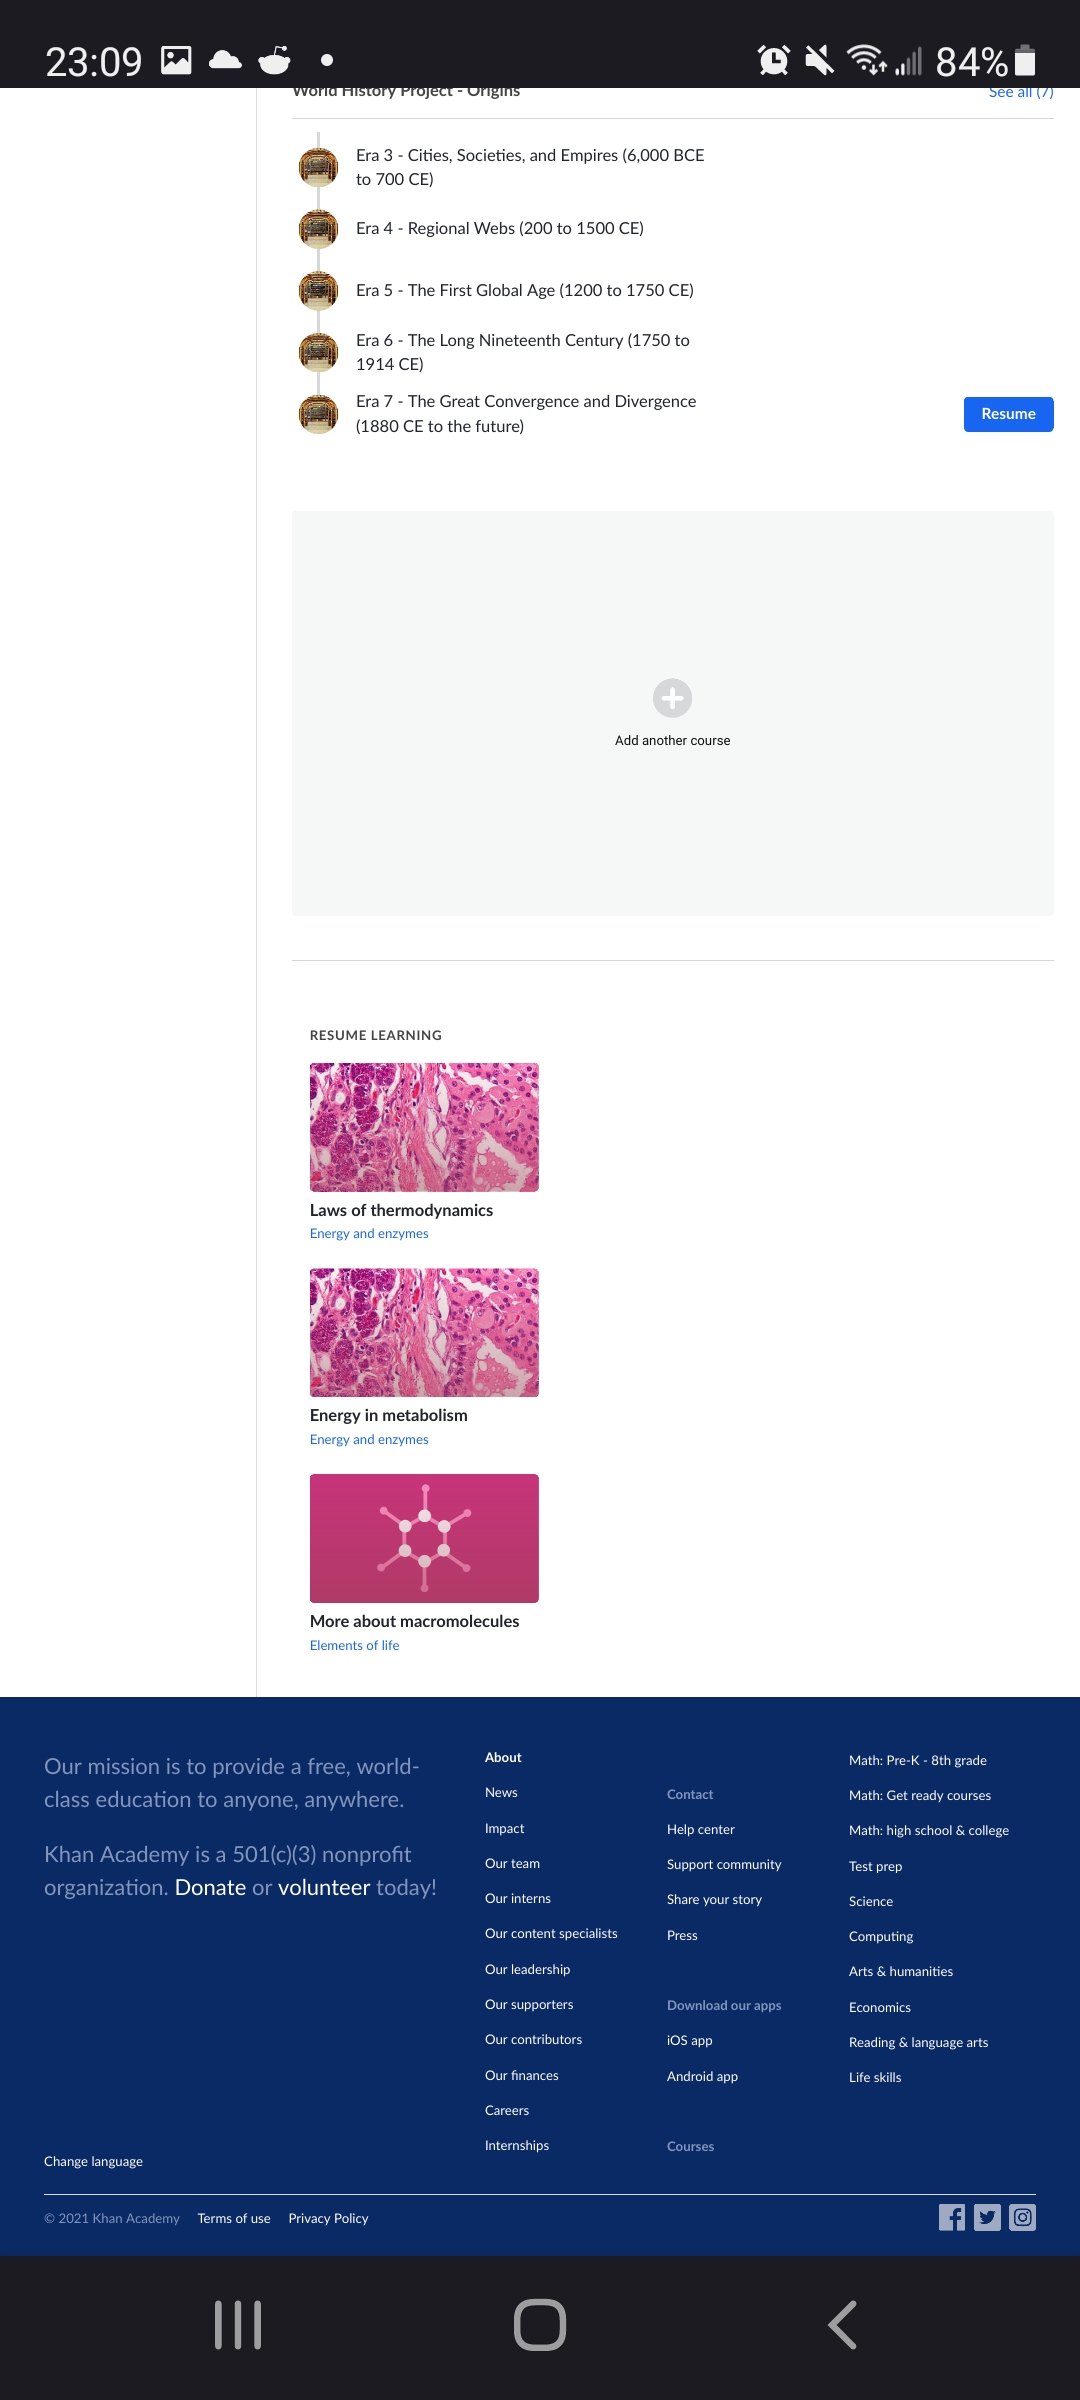 23:09
84%
World History Project - Origins
See all (7)
Era 3 - Cities, Societies, and Empires (6,000 BCE
to 700 CE)
Era 4 - Regional Webs (200 to 1500 CE)
Era 5 - The First Global Age (1200 to 1750 CE)
Era 6 - The Long Nineteenth Century (1750 to
1914 CE)
Era 7 - The Great Convergence and Divergence
(1880 CE to the future)
Resume
Add another course
RESUME LEARNING
Laws of thermodynamics
Energy and enzymes
Energy in metabolism
Energy and enzymes
More about macromolecules
Elements of life
Our mission is to provide a free, world-
class education to anyone, anywhere.
Khan Academy is a 501(c)(3) nonprofit
organization. Donate or volunteer today!
About
News
Impact
Our team
Our interns
Our content specialists
Our leadership
Our supporters
Our contributors
Our finances
Careers
Internships
Contact
Help center
Support community
Share your story
Press
Download our apps
iOS app
Android app
Courses
Math: Pre-K - 8th grade
Math: Get ready courses
Math: high school & college
Test prep
Science
Computing
Arts & humanities
Economics
Reading & language arts
Life skills
Change language
© 2021 Khan Academy
Terms of use
Privacy Policy